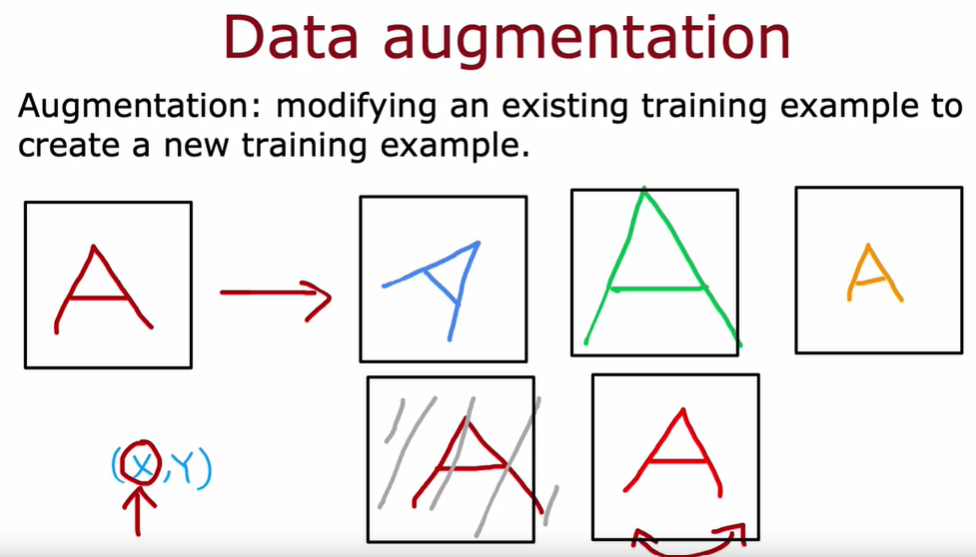 Data augmentation
Augmentation: modifying an existing training example to
create a new training example.
A A A A
(X,Y) A A